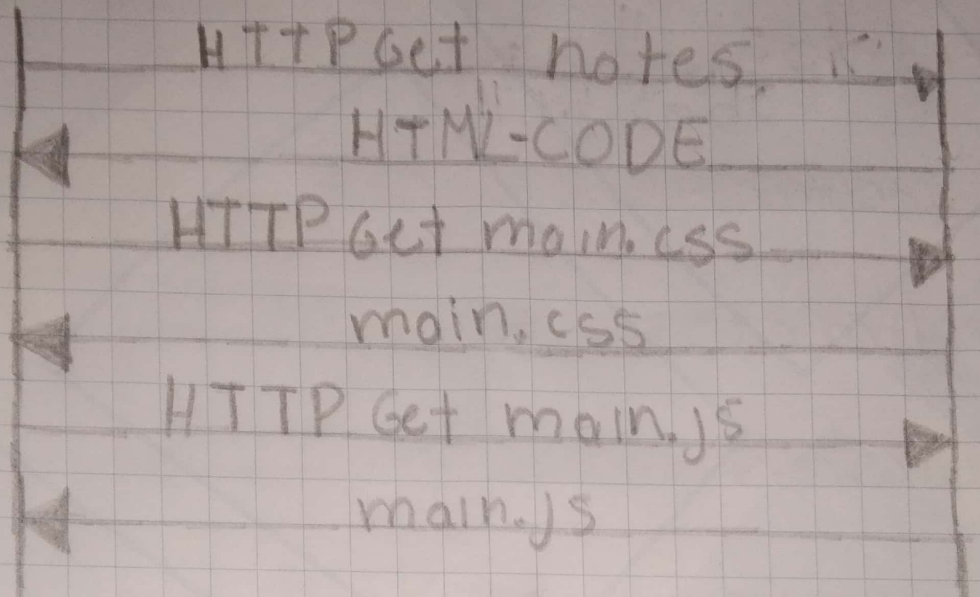 HTTP Get notes
HTML-CODE
HTTP Get main.css
main.css
HTTP Get main.js
main.js